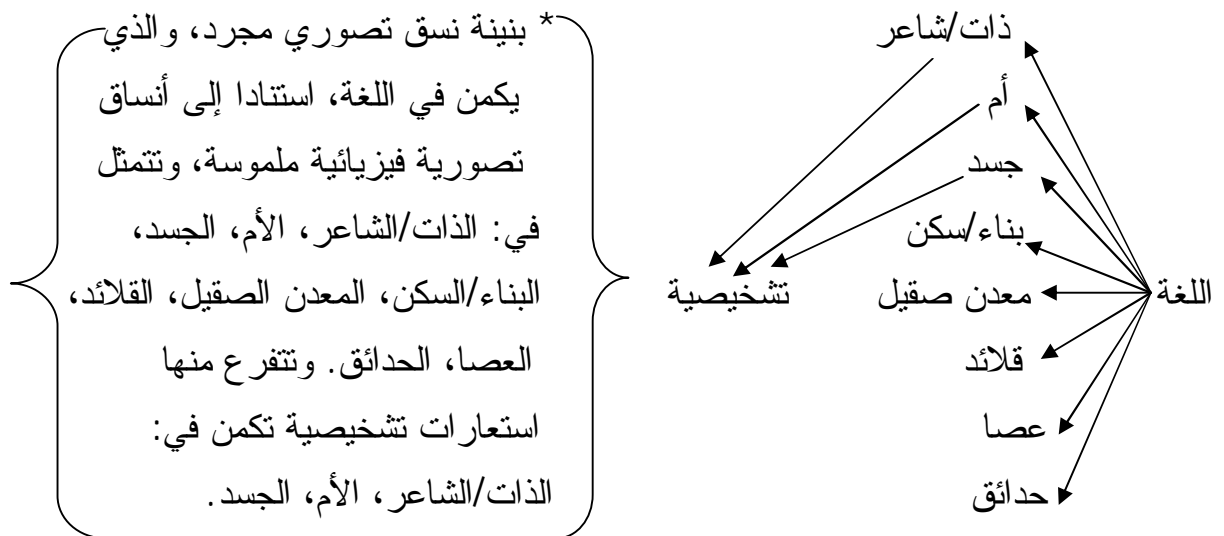 ذات/شاعر
أم
جسد
بناء/سكن
اللغة
معدن صقيل
تشخيصية
قلائد
عصا
حدائق
* بنينة نسق تصوري مجرد، والذي
يكمن في اللغة، استنادا إلى أنساق
تصورية فيزيائية ملموسة، وتتمثل
في: الذات/الشاعر، الأم، الجسد،
البناء/السكن، المعدن الصقيل، القلائد،
العصا، الحدائق. وتتفرع منها
استعارات تشخيصية تكمن في:
الذات/الشاعر، الأم، الجسد.